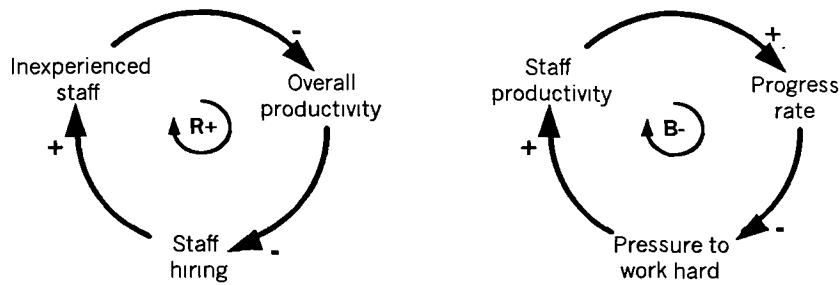 -
Inexperienced
staff
Overall
productivity
R+
+
Staff
hiring
-
+
Staff
productivity
Progress
rate
B-
+
Pressure to
work hard
-